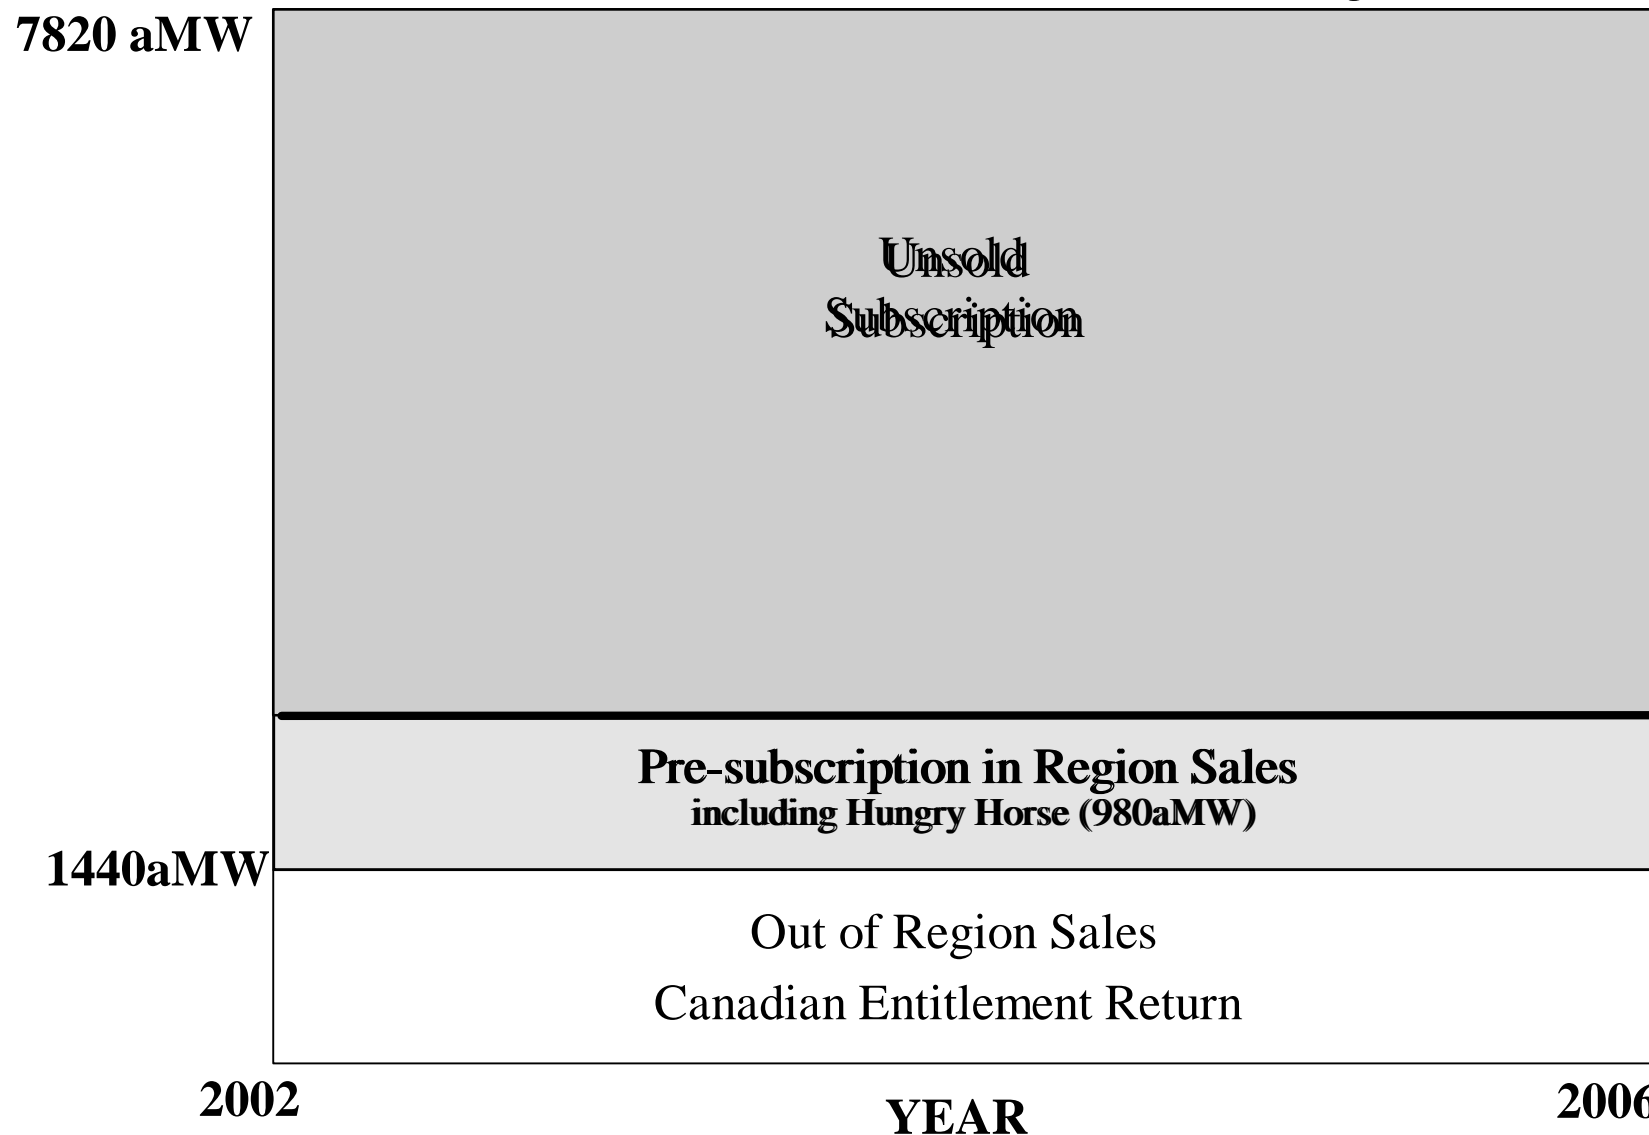 7820 aMW
Unsold
Subscription
Pre-subscription in Region Sales
including Hungry Horse (980aMW)
1440aMW
Out of Region Sales
Canadian Entitlement Return
2002
2006
YEAR